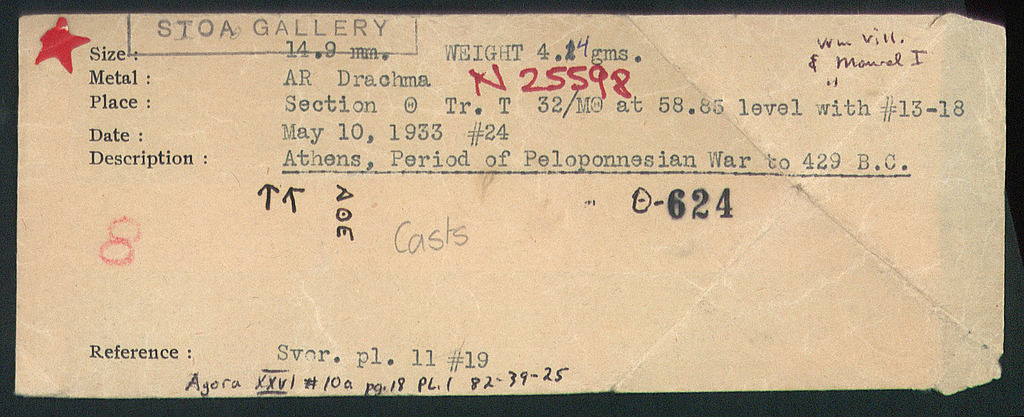 STOA GALLERY
Size : 14.9 mm. WEIGHT 4.14gms.
Wm Vill. & Manuel I
"
Metal : AR Drachma N 25598
Place : Section Θ Tr. T 32/ΜΘ at 58.85 level with #13-18
Date : May 10, 1933 #24
Description : Athens, Period of Peloponnesian War to 429 B.C.
↑↖ ΑΘΕ Θ-624
8 Casts
Reference : Svor. pl. 11 #19
Agora XXVI #10a pg.18 PL.1 82-39-25